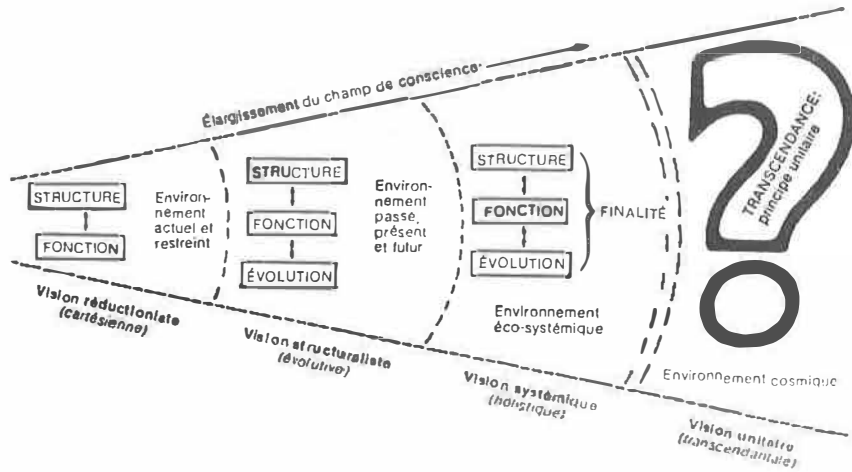 Élargissement du champ de conscience
STRUCTURE
FONCTION
Environ-
nement
actuel et
restreint
Vision réductioniste
(cartésienne)
STRUCTURE
FONCTION
ÉVOLUTION
Environ-
nement
passé,
présent
et futur
Vision structuraliste
(évolutive)
STRUCTURE
FONCTION
ÉVOLUTION
FINALITÉ
Environnement
éco-systémique
Vision systémique
(holistique)
?
TRANSCENDANCE:
principe unitaire
Environnement cosmique
Vision unitaire
(transcendantale)